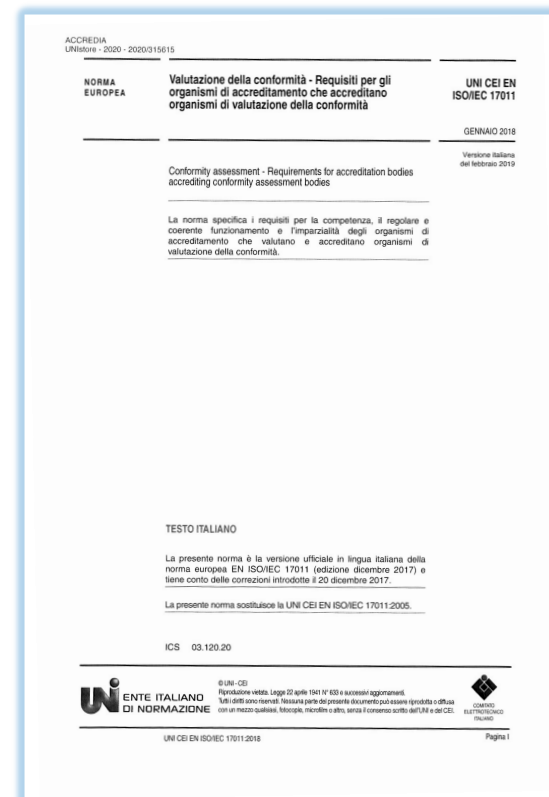 ACCREDIA
UNIstore - 2020 - 2020/315615
NORMA
EUROPEA
Valutazione della conformità - Requisiti per gli
organismi di accreditamento che accreditano
organismi di valutazione della conformità
UNI CEI EN
ISO/IEC 17011
GENNAIO 2018
Versione italiana
del febbraio 2019
Conformity assessment - Requirements for accreditation bodies
accrediting conformity assessment bodies
La norma specifica i requisiti per la competenza, il regolare e
coerente funzionamento e l'imparzialità degli organismi di
accreditamento che valutano e accreditano organismi di
valutazione della conformità.
TESTO ITALIANO
La presente norma è la versione ufficiale in lingua italiana della
norma europea EN ISO/IEC 17011 (edizione dicembre 2017) e
tiene conto delle correzioni introdotte il 20 dicembre 2017.
La presente norma sostituisce la UNI CEI EN ISO/IEC 17011:2005.
ICS 03.120.20
UNI
ENTE ITALIANO
DI NORMAZIONE
© UNI - CEI
Riproduzione vietata. Legge 22 aprile 1941 N° 633 e successivi aggiornamenti.
Tutti i diritti sono riservati. Nessuna parte del presente documento può essere riprodotta o diffusa
con un mezzo qualsiasi, fotocopie, microfilm o altro, senza il consenso scritto dell'UNI e del CEI.
COMITATO
ELETTROTECNICO
ITALIANO
UNI CEI EN ISO/IEC 17011:2018
Pagina I